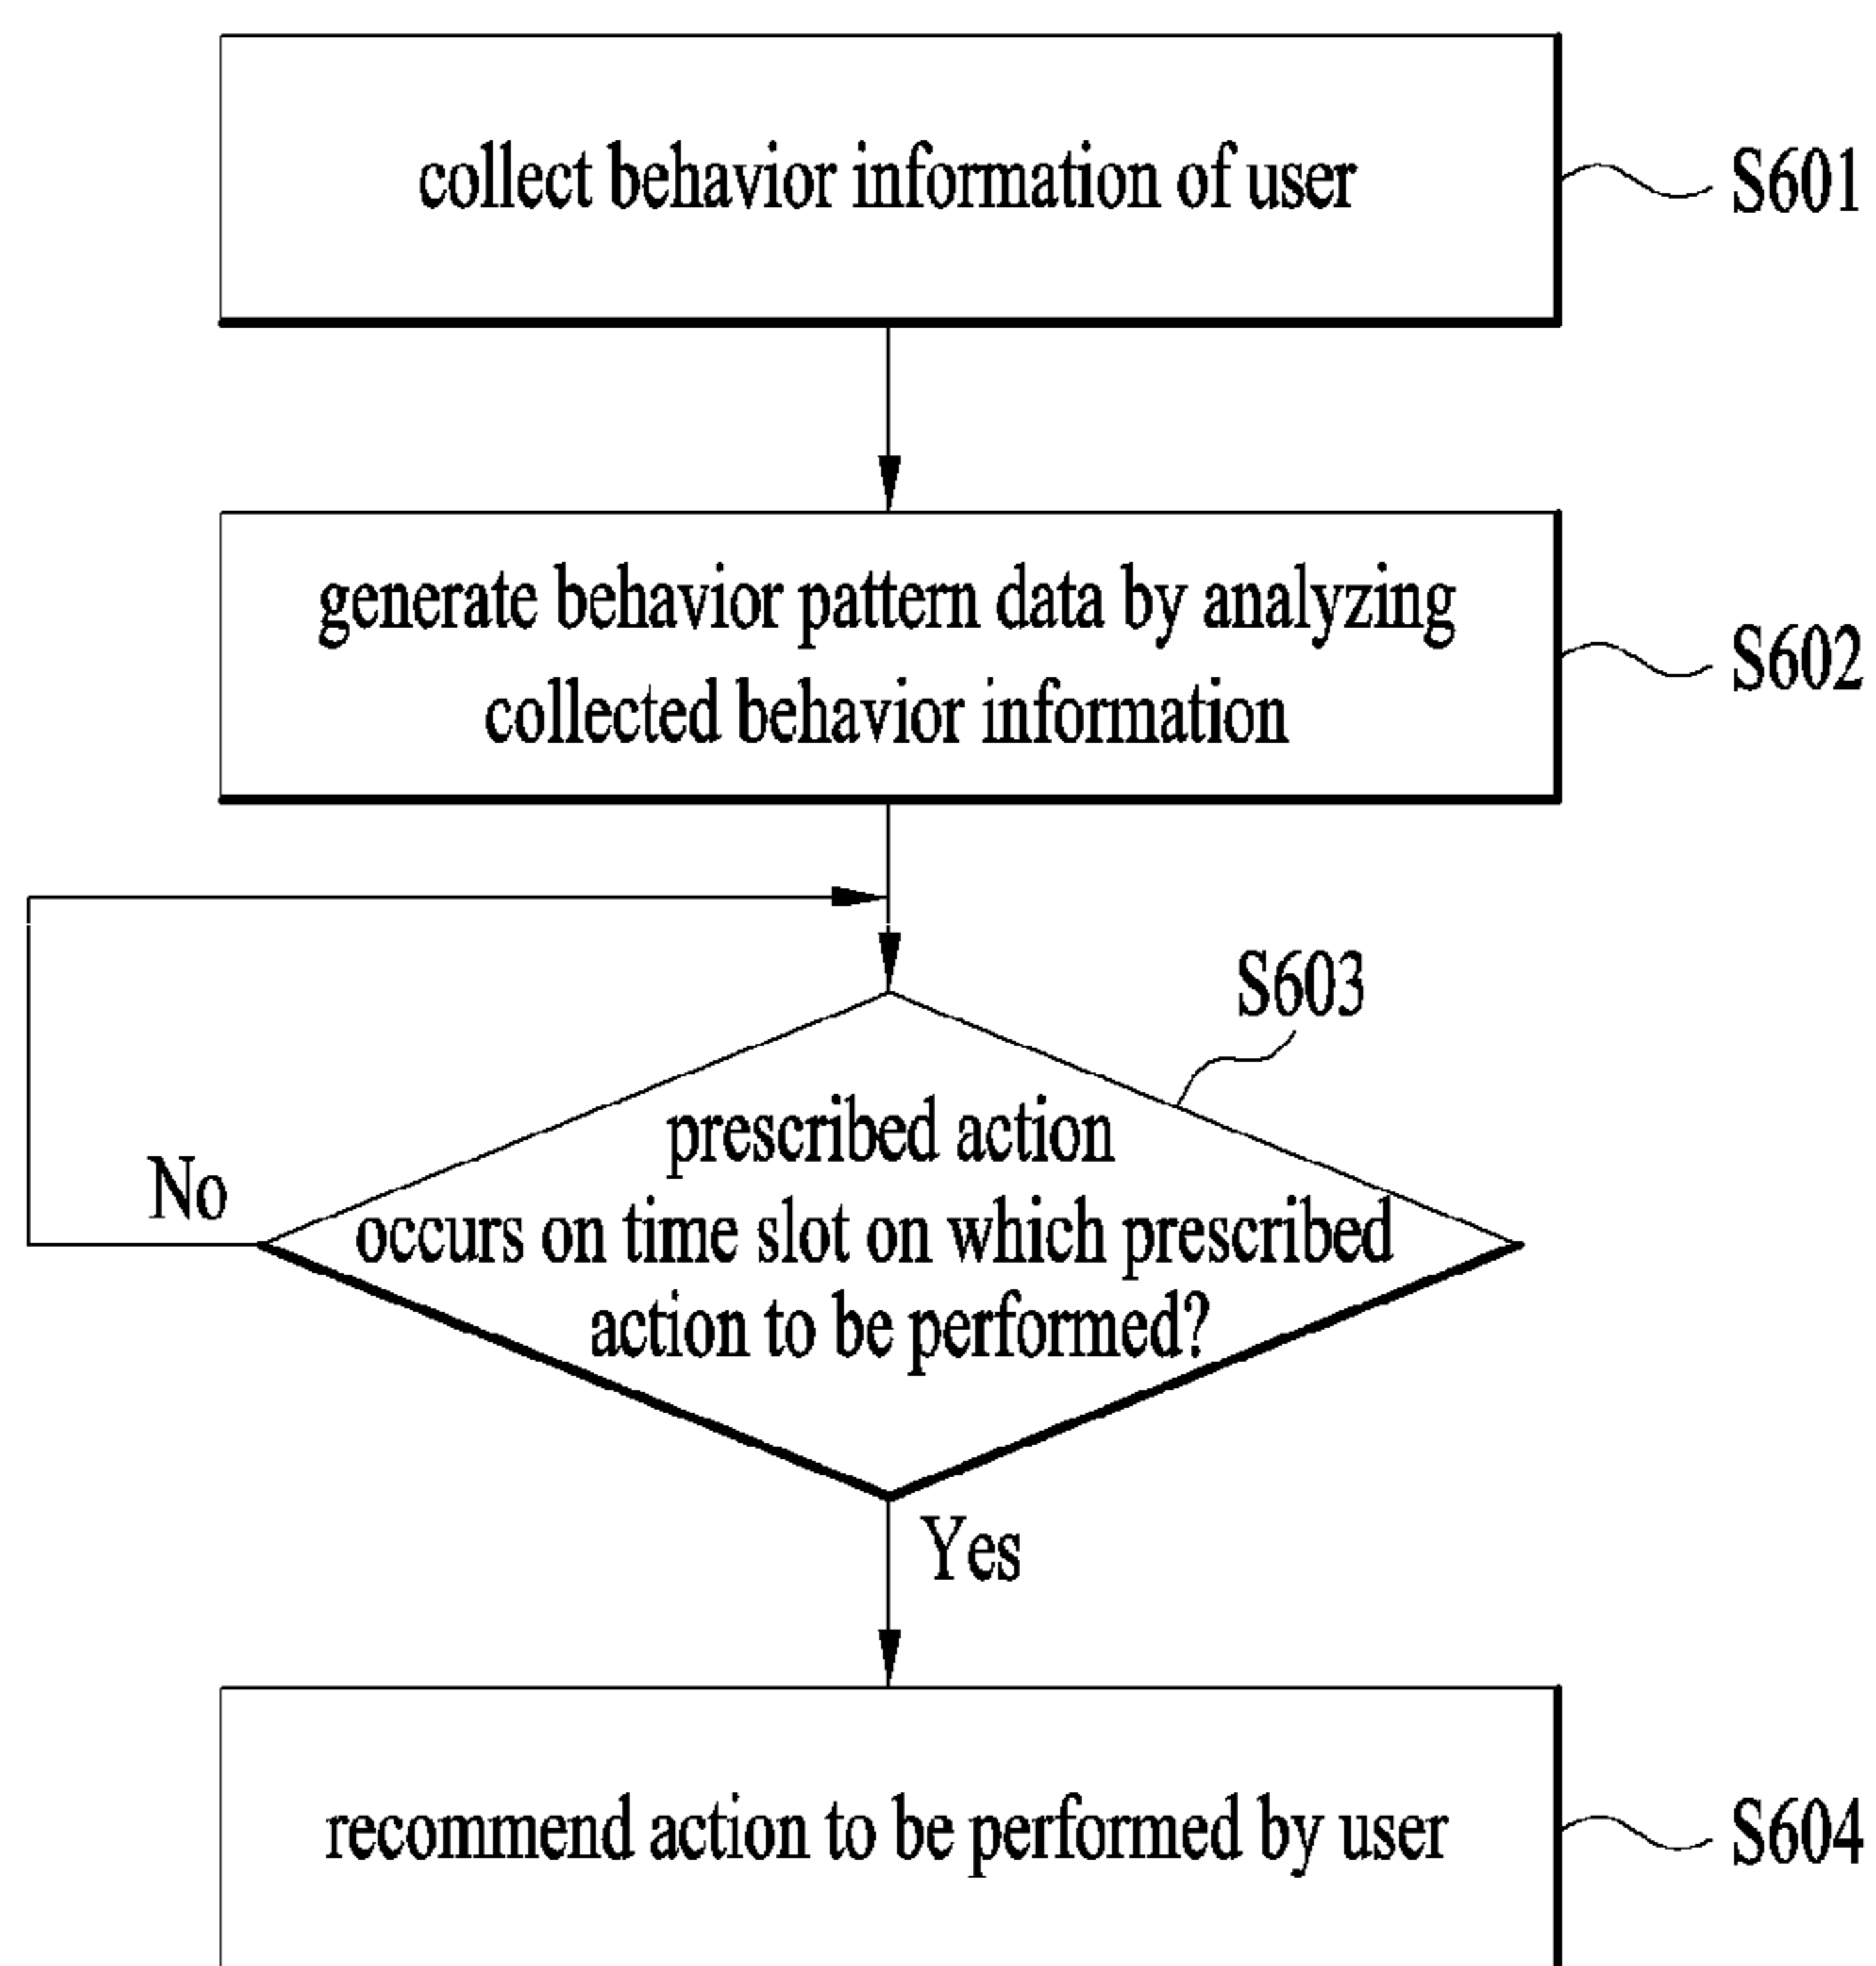 collect behavior information of user
S601
generate behavior pattern data by analyzing
collected behavior information
S602
S603
prescribed action
occurs on time slot on which prescribed
action to be performed?
No
Yes
recommend action to be performed by user
S604